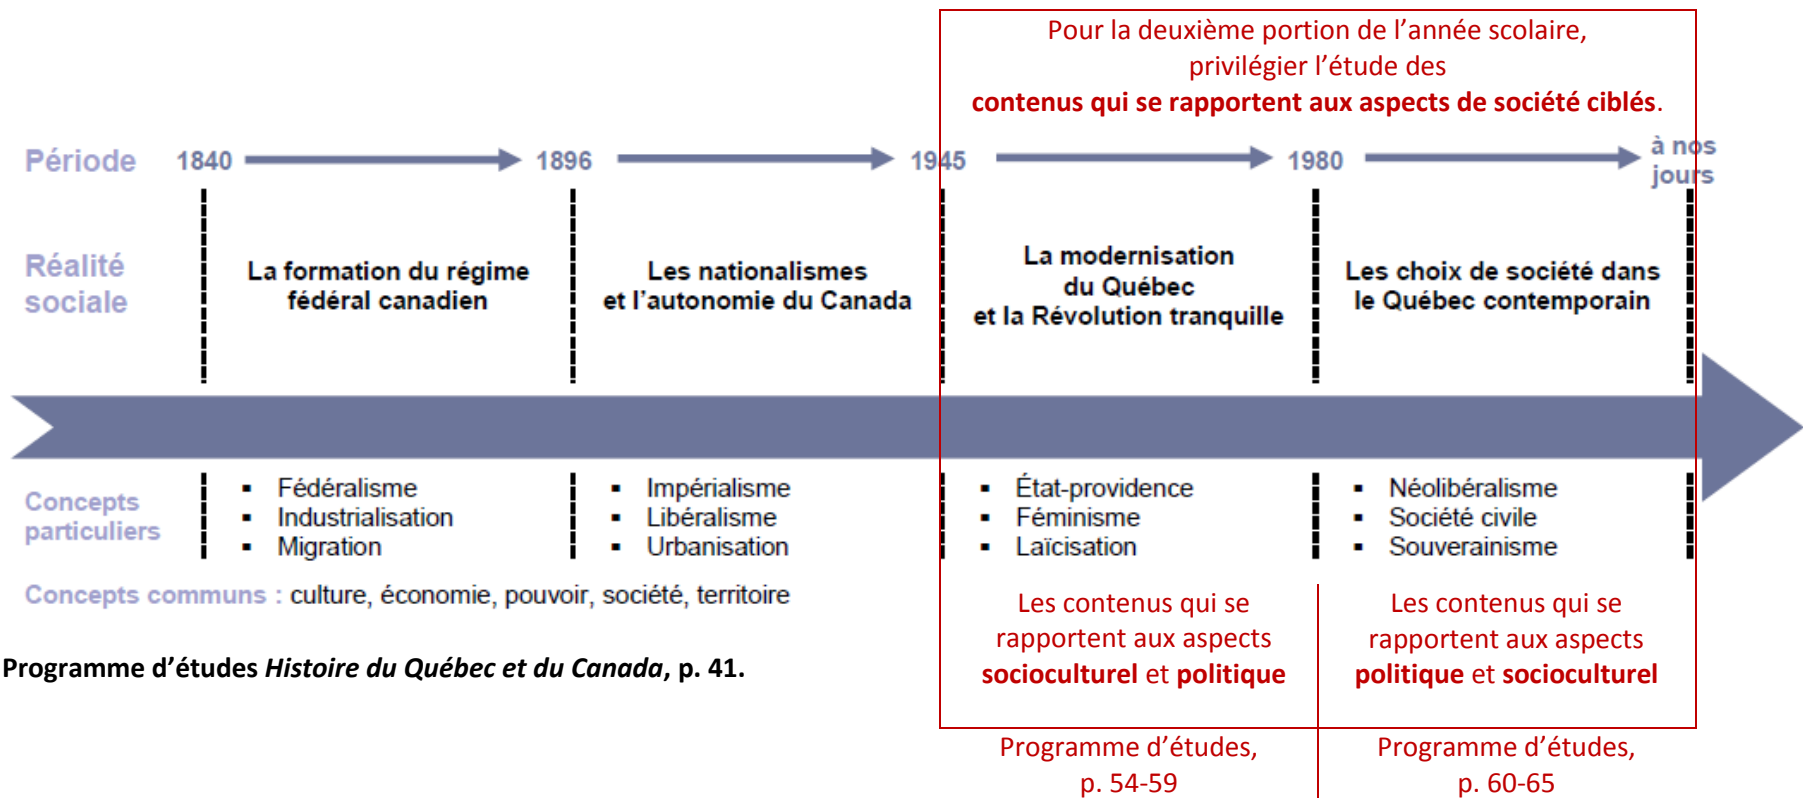 Pour la deuxième portion de l’année scolaire,
privilégier l’étude des
contenus qui se rapportent aux aspects de société ciblés.
Période 1840 1896 1945 1980 à nos
jours
Réalité
sociale
La formation du régime
fédéral canadien
Les nationalismes
et l’autonomie du Canada
La modernisation
du Québec
et la Révolution tranquille
Les choix de société dans
le Québec contemporain
Concepts
particuliers
▪ Fédéralisme
▪ Industrialisation
▪ Migration
▪ Impérialisme
▪ Libéralisme
▪ Urbanisation
▪ État-providence
▪ Féminisme
▪ Laïcisation
▪ Néolibéralisme
▪ Société civile
▪ Souverainisme
Concepts communs : culture, économie, pouvoir, société, territoire
Les contenus qui se
rapportent aux aspects
socioculturel et politique
Les contenus qui se
rapportent aux aspects
politique et socioculturel
Programme d’études Histoire du Québec et du Canada, p. 41.
Programme d’études,
p. 54-59
Programme d’études,
p. 60-65